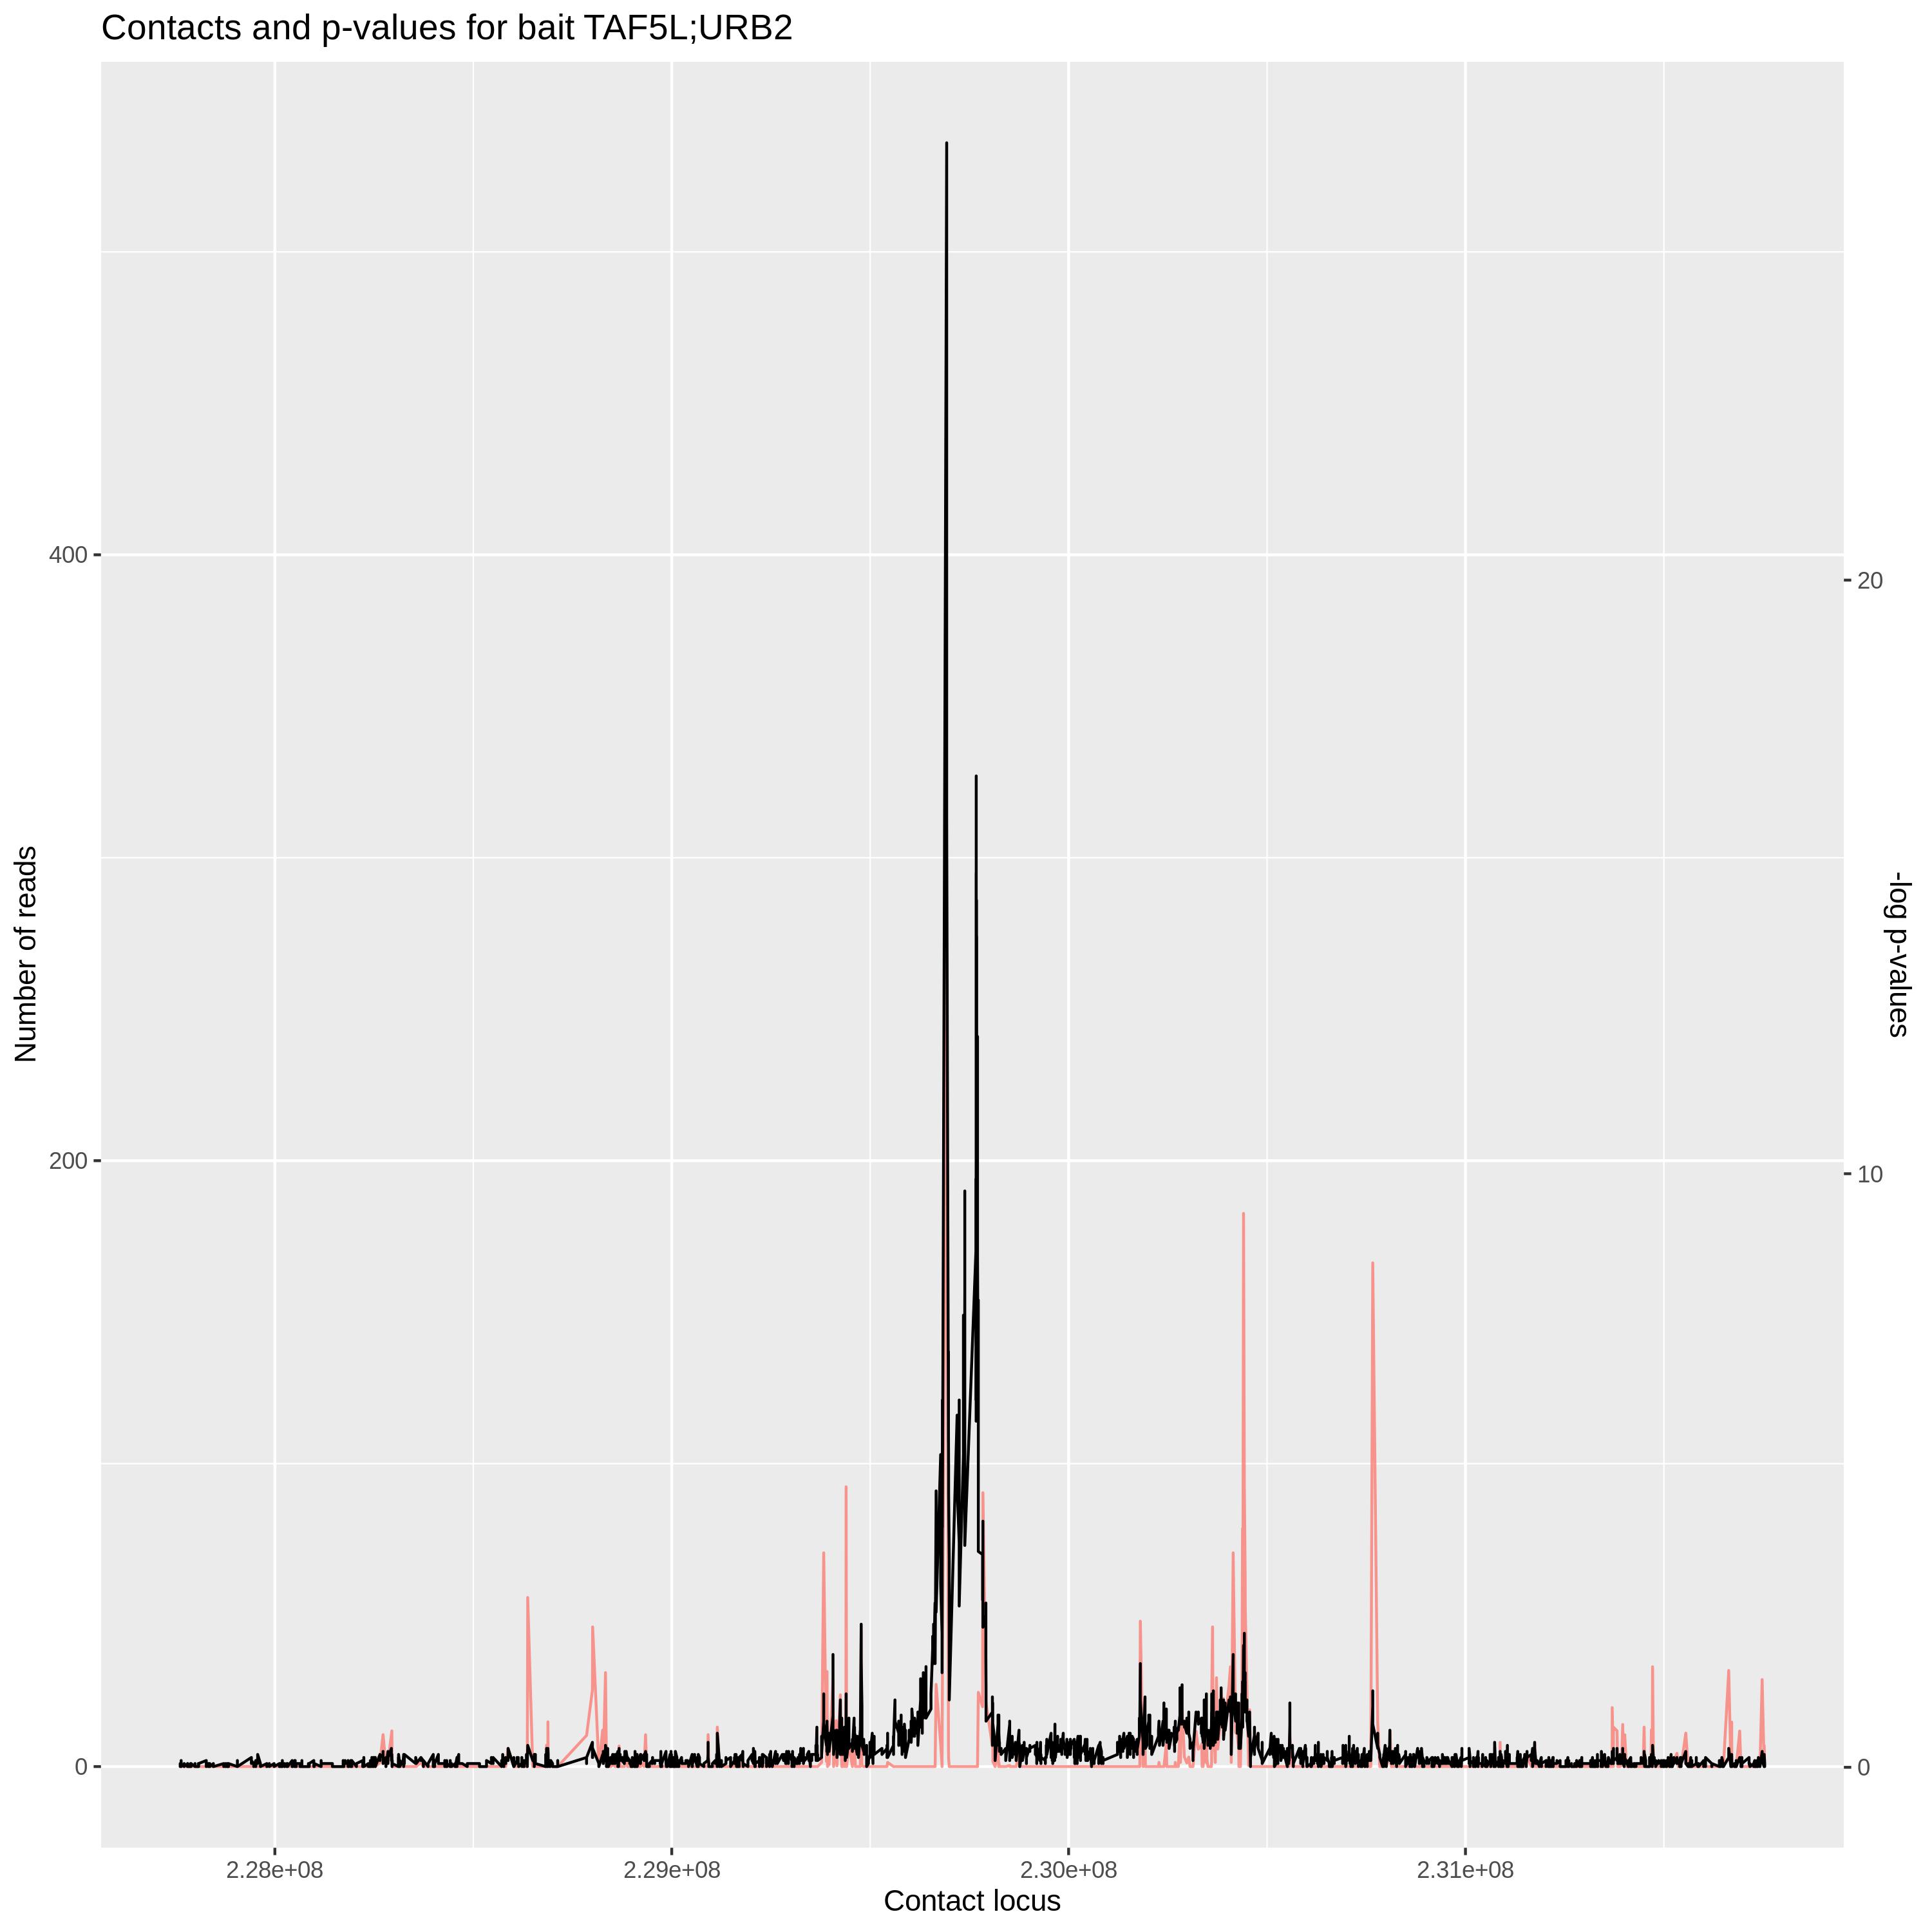 Contacts and p-values for bait TAF5L;URB2
400
200
0
Number of reads
20
10
0
-log p-values
2.28e+08
2.29e+08
2.30e+08
2.31e+08
Contact locus